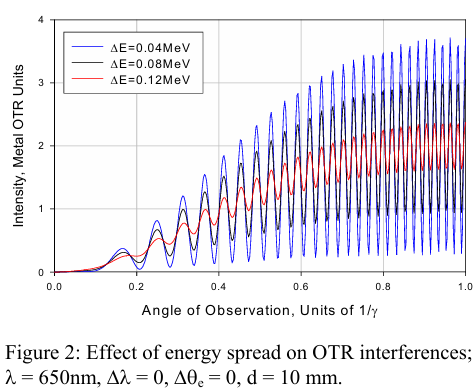 4
3
2
1
0
Intensity, Metal OTR Units
ΔE=0.04MeV
ΔE=0.08MeV
ΔE=0.12MeV
0.0 0.2 0.4 0.6 0.8 1.0
Angle of Observation, Units of 1/γ
Figure 2: Effect of energy spread on OTR interferences;
λ = 650nm, Δλ = 0, Δθe = 0, d = 10 mm.